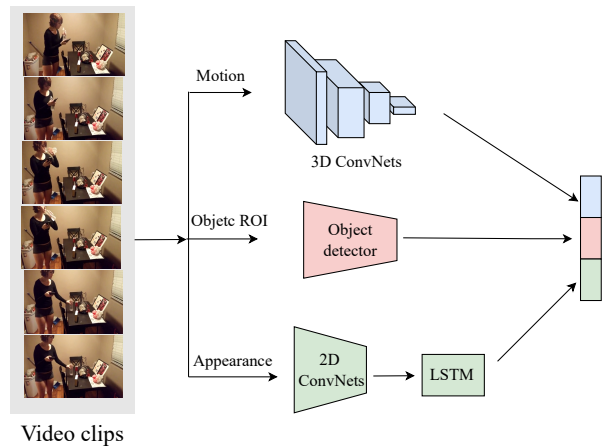 Motion
3D ConvNets
Objetc ROI
Object
detector
Appearance
2D
ConvNets
LSTM
Video clips